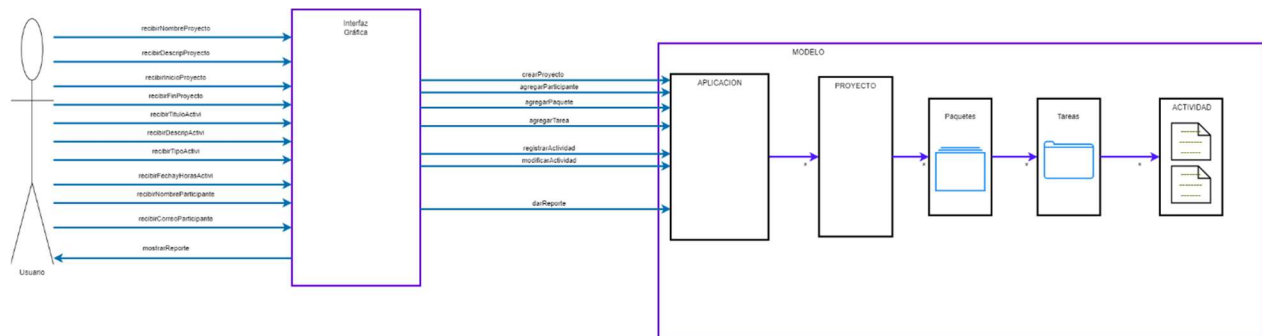 recibirNombreProyecto
recibirDescripProyecto
recibirInicioProyecto
recibirFinProyecto
recibirTituloActivi
recibirDescripActivi
recibirTipoActivi
recibirFechayHorasActivi
recibirNombreParticipante
recibirCorreoParticipante
mostrarReporte
Usuario
Interfaz
Gráfica
crearProyecto
agregarParticipante
agregarPaquete
agregarTarea
registrarActividad
modificarActividad
darReporte
MODELO
APLICACION
PROYECTO
Paquetes
Tareas
ACTIVIDAD
*
*
*
*